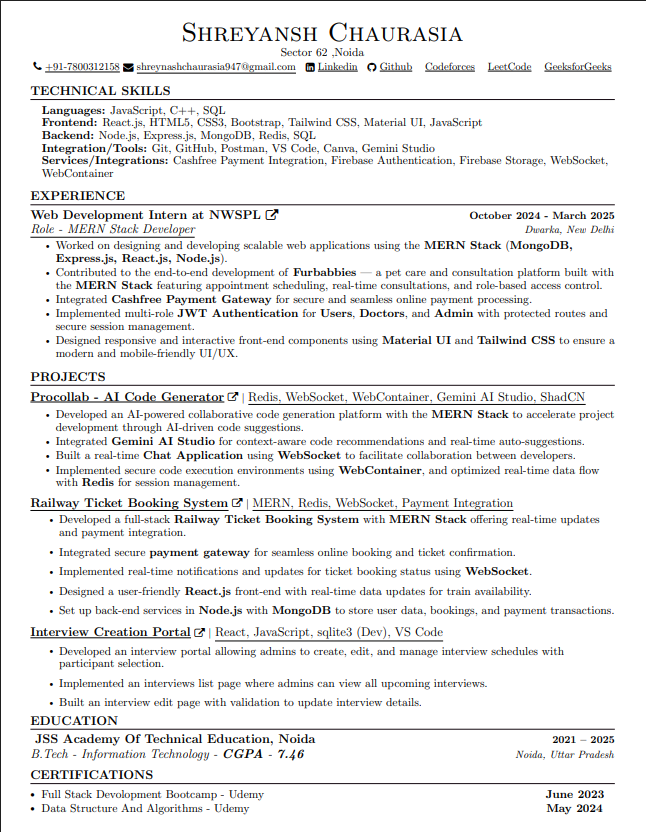 SHREYANSH CHAURASIA
Sector 62 ,Noida
+91-7800312158 shreynashchaurasia947@gmail.com Linkedin Github Codeforces LeetCode GeeksforGeeks
TECHNICAL SKILLS
Languages: JavaScript, C++, SQL
Frontend: React.js, HTML5, CSS3, Bootstrap, Tailwind CSS, Material UI, JavaScript
Backend: Node.js, Express.js, MongoDB, Redis, SQL
Integration/Tools: Git, GitHub, Postman, VS Code, Canva, Gemini Studio
Services/Integrations: Cashfree Payment Integration, Firebase Authentication, Firebase Storage, WebSocket,
WebContainer
EXPERIENCE
Web Development Intern at NWSPL October 2024 - March 2025
Role - MERN Stack Developer Dwarka, New Delhi
• Worked on designing and developing scalable web applications using the MERN Stack (MongoDB,
Express.js, React.js, Node.js).
• Contributed to the end-to-end development of Furbabbies — a pet care and consultation platform built with
the MERN Stack featuring appointment scheduling, real-time consultations, and role-based access control.
• Integrated Cashfree Payment Gateway for secure and seamless online payment processing.
• Implemented multi-role JWT Authentication for Users, Doctors, and Admin with protected routes and
secure session management.
• Designed responsive and interactive front-end components using Material UI and Tailwind CSS to ensure a
modern and mobile-friendly UI/UX.
PROJECTS
Procollab - AI Code Generator | Redis, WebSocket, WebContainer, Gemini AI Studio, ShadCN
• Developed an AI-powered collaborative code generation platform with the MERN Stack to accelerate project
development through AI-driven code suggestions.
• Integrated Gemini AI Studio for context-aware code recommendations and real-time auto-suggestions.
• Built a real-time Chat Application using WebSocket to facilitate collaboration between developers.
• Implemented secure code execution environments using WebContainer, and optimized real-time data flow
with Redis for session management.
Railway Ticket Booking System | MERN, Redis, WebSocket, Payment Integration
• Developed a full-stack Railway Ticket Booking System with MERN Stack offering real-time updates
and payment integration.
• Integrated secure payment gateway for seamless online booking and ticket confirmation.
• Implemented real-time notifications and updates for ticket booking status using WebSocket.
• Designed a user-friendly React.js front-end with real-time data updates for train availability.
• Set up back-end services in Node.js with MongoDB to store user data, bookings, and payment transactions.
Interview Creation Portal | React, JavaScript, sqlite3 (Dev), VS Code
• Developed an interview portal allowing admins to create, edit, and manage interview schedules with
participant selection.
• Implemented an interviews list page where admins can view all upcoming interviews.
• Built an interview edit page with validation to update interview details.
EDUCATION
JSS Academy Of Technical Education, Noida 2021 – 2025
B.Tech - Information Technology - CGPA - 7.46 Noida, Uttar Pradesh
CERTIFICATIONS
• Full Stack Development Bootcamp - Udemy June 2023
• Data Structure And Algorithms - Udemy May 2024